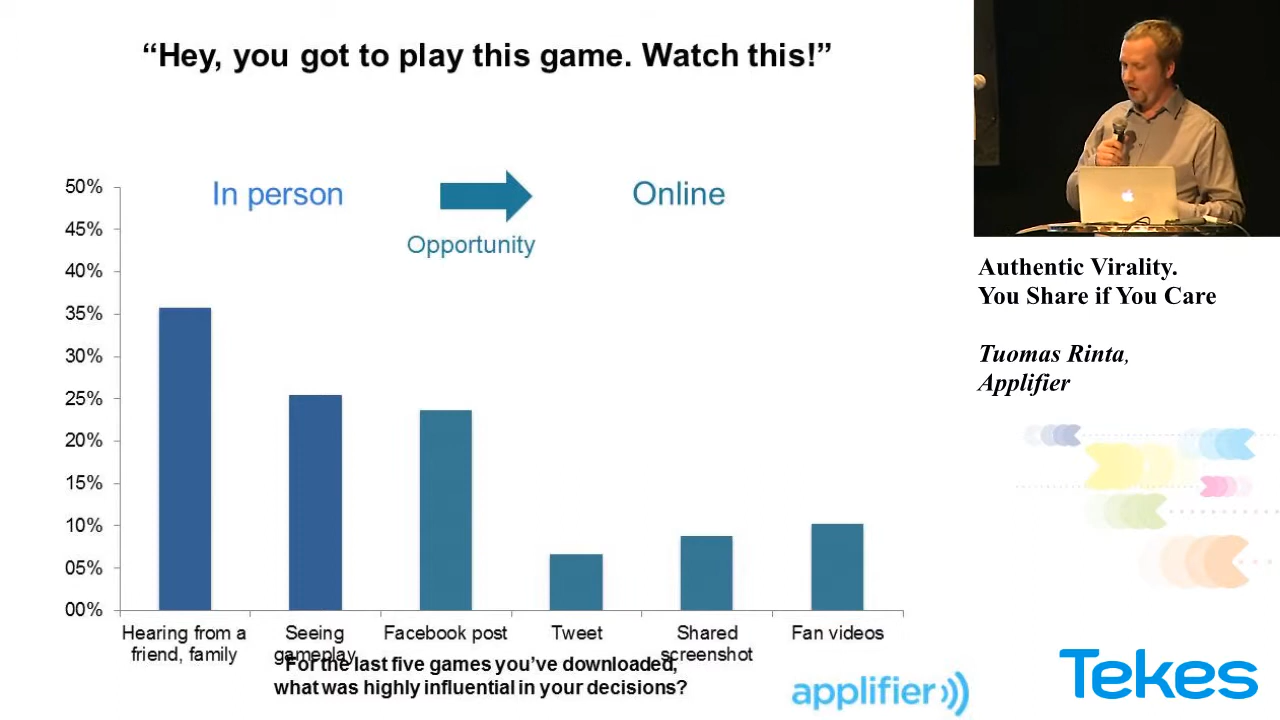 “Hey, you got to play this game. Watch this!”
In person
Online
Opportunity
50%
45%
40%
35%
30%
25%
20%
15%
10%
05%
00%
Hearing from a
friend, family
Seeing
gameplay
Facebook post
Tweet
Shared
screenshot
Fan videos
“For the last five games you’ve downloaded,
what was highly influential in your decisions?
applifier
Authentic Virality.
You Share if You Care
Tuomas Rinta,
Applifier
Tekes